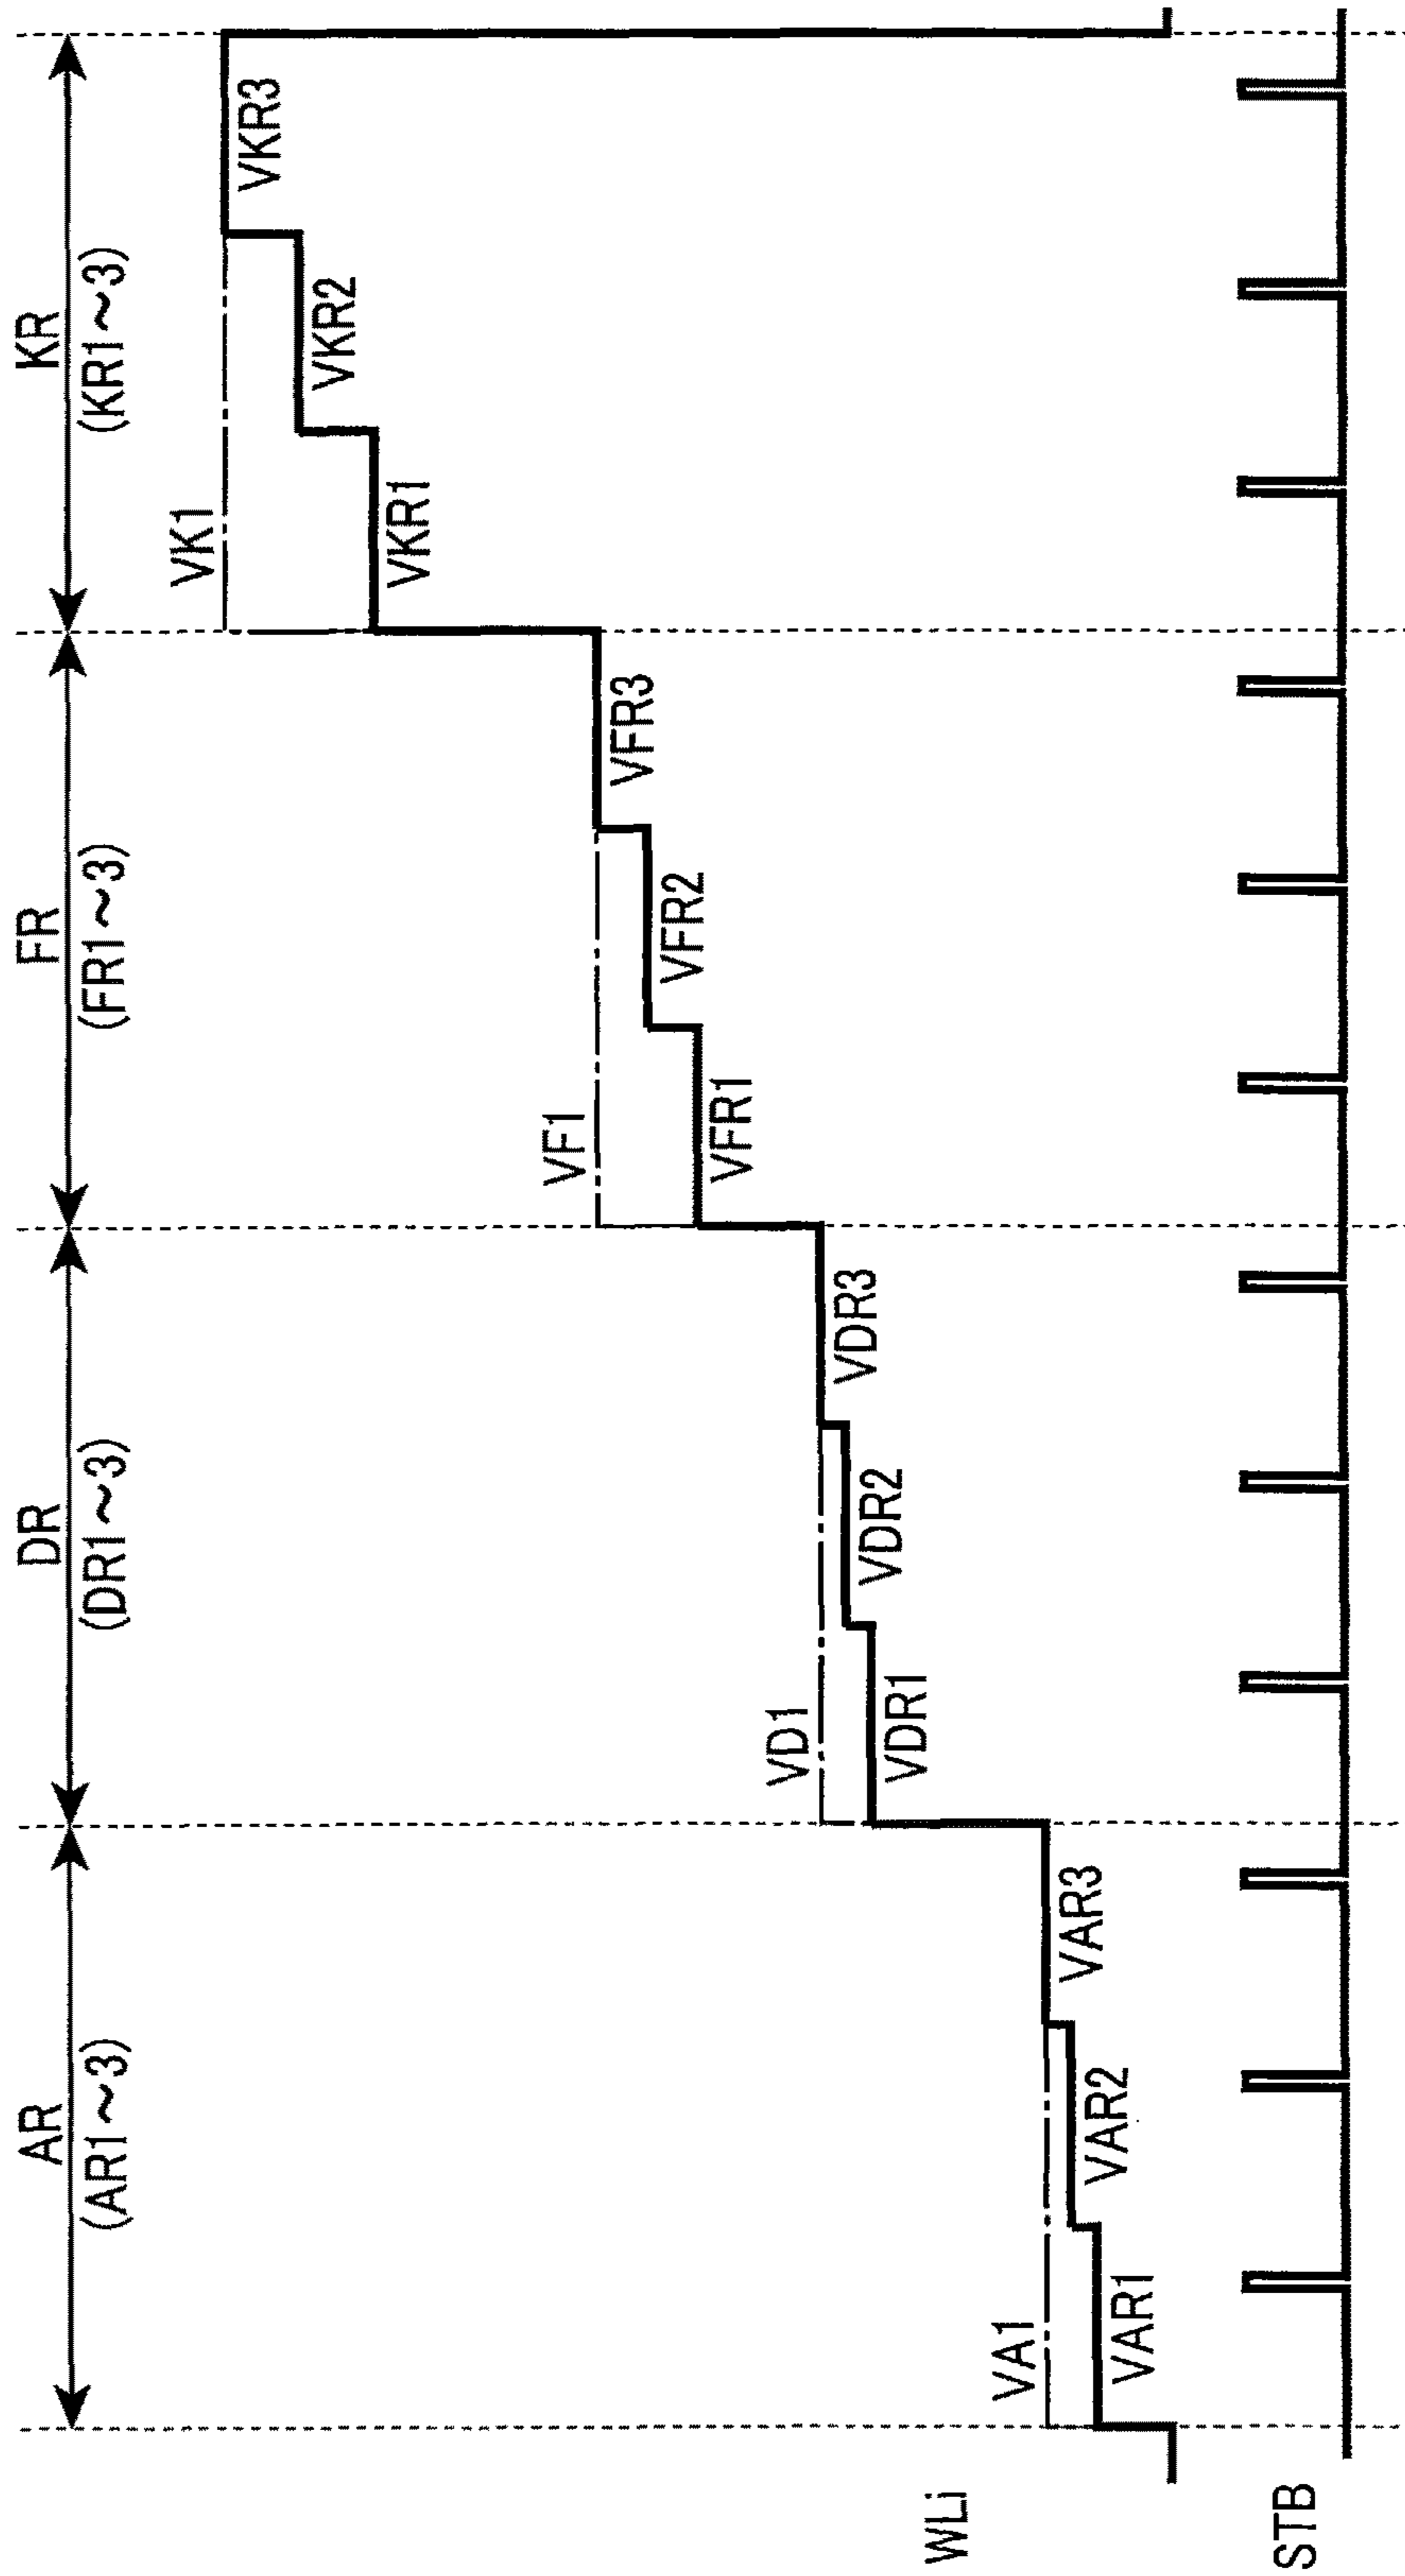 AR
(AR1~3)
DR
(DR1~3)
FR
(FR1~3)
KR
(KR1~3)
VK1
VKR3
VKR2
VKR1
VF1
VFR3
VFR2
VFR1
VD1
VDR3
VDR2
VDR1
WLi
VA1
VAR3
VAR2
VAR1
STB